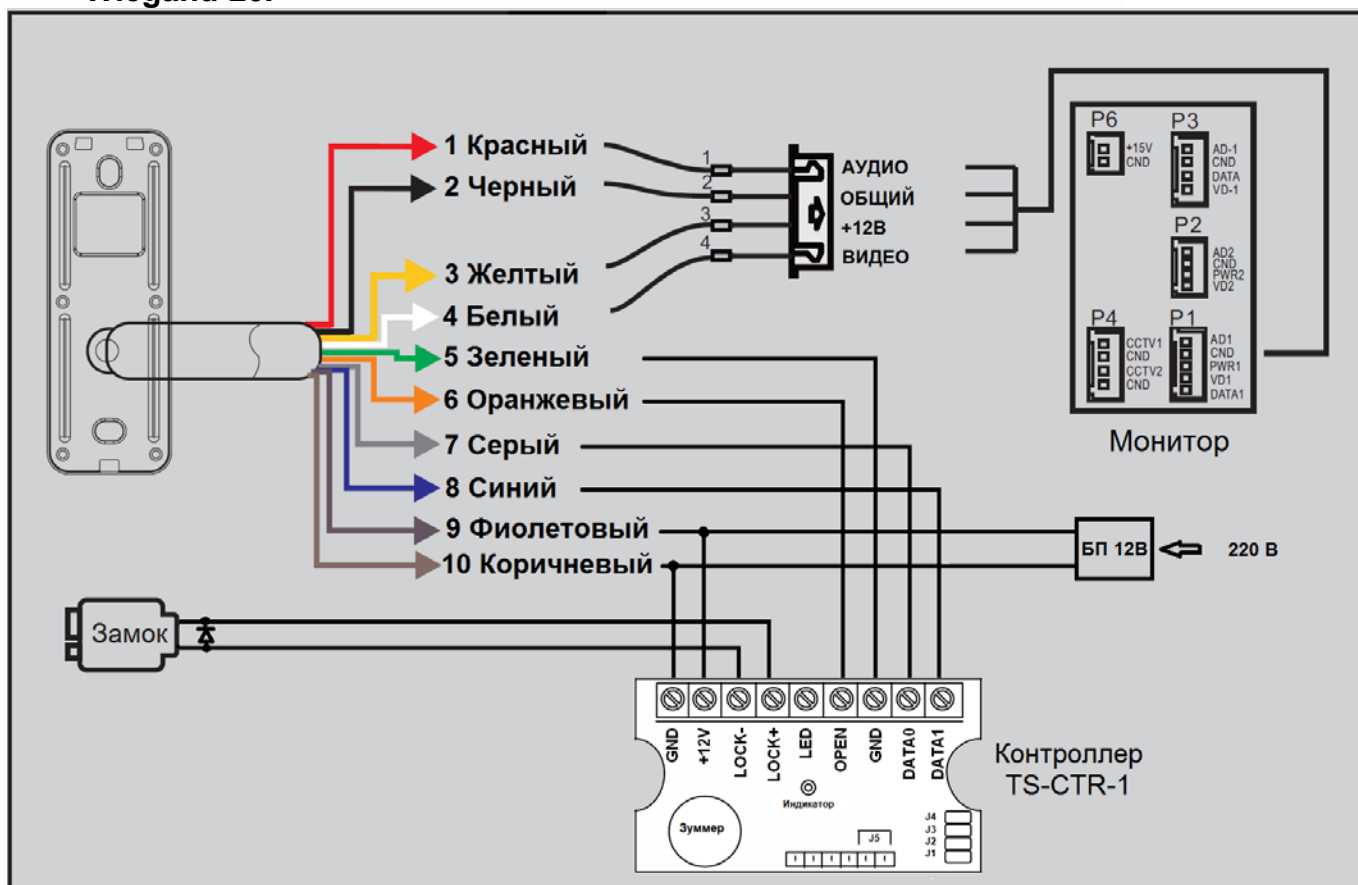 1 Красный
2 Черный
3 Желтый
4 Белый
5 Зеленый
6 Оранжевый
7 Серый
8 Синий
9 Фиолетовый
10 Коричневый
1
2
3
4
АУДИО
ОБЩИЙ
+12В
ВИДЕО
P6
+15V
CND
P3
AD-1
CND
DATA
VD-1
P2
AD2
CND
PWR2
VD2
P4
CCTV1
CND
CCTV2
CND
P1
AD1
CND
PWR1
VD1
DATA1
Монитор
БП 12В
220 В
Замок
GND
+12V
LOCK-
LOCK+
LED
OPEN
GND
DATA0
DATA1
Индикатор
Зуммер
J5
J4
J3
J2
J1
Контроллер
TS-CTR-1